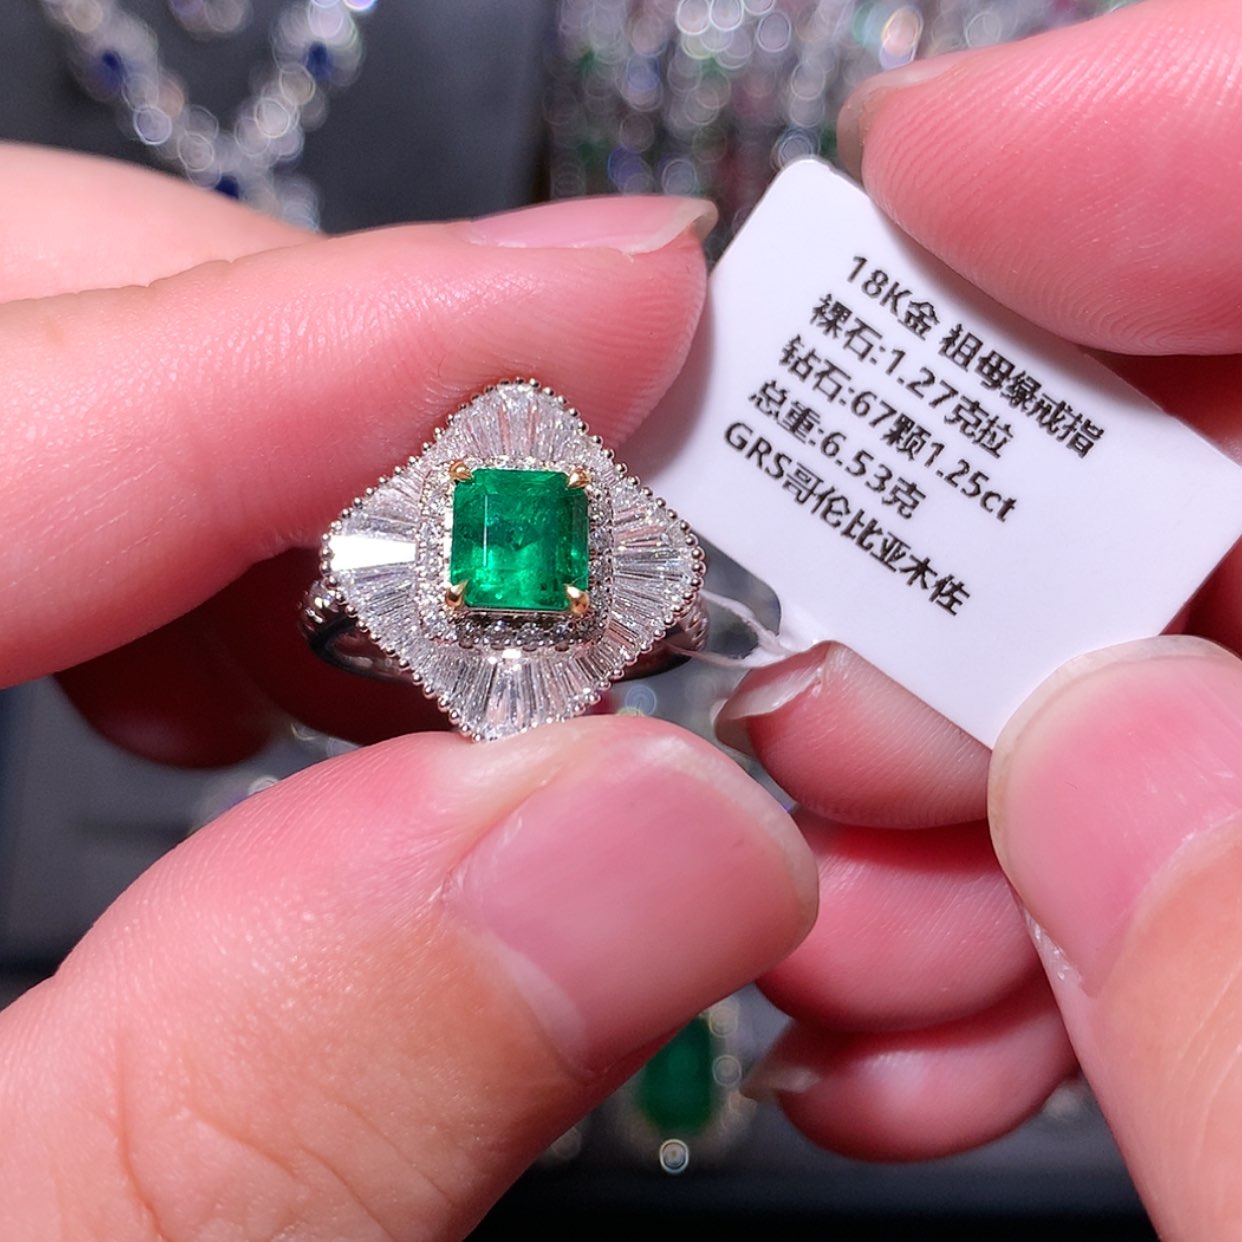 18K金 祖母绿戒指
裸石:1.27克拉
钻石:67颗1.25ct
总重:6.53克
GRS哥伦比亚木佐